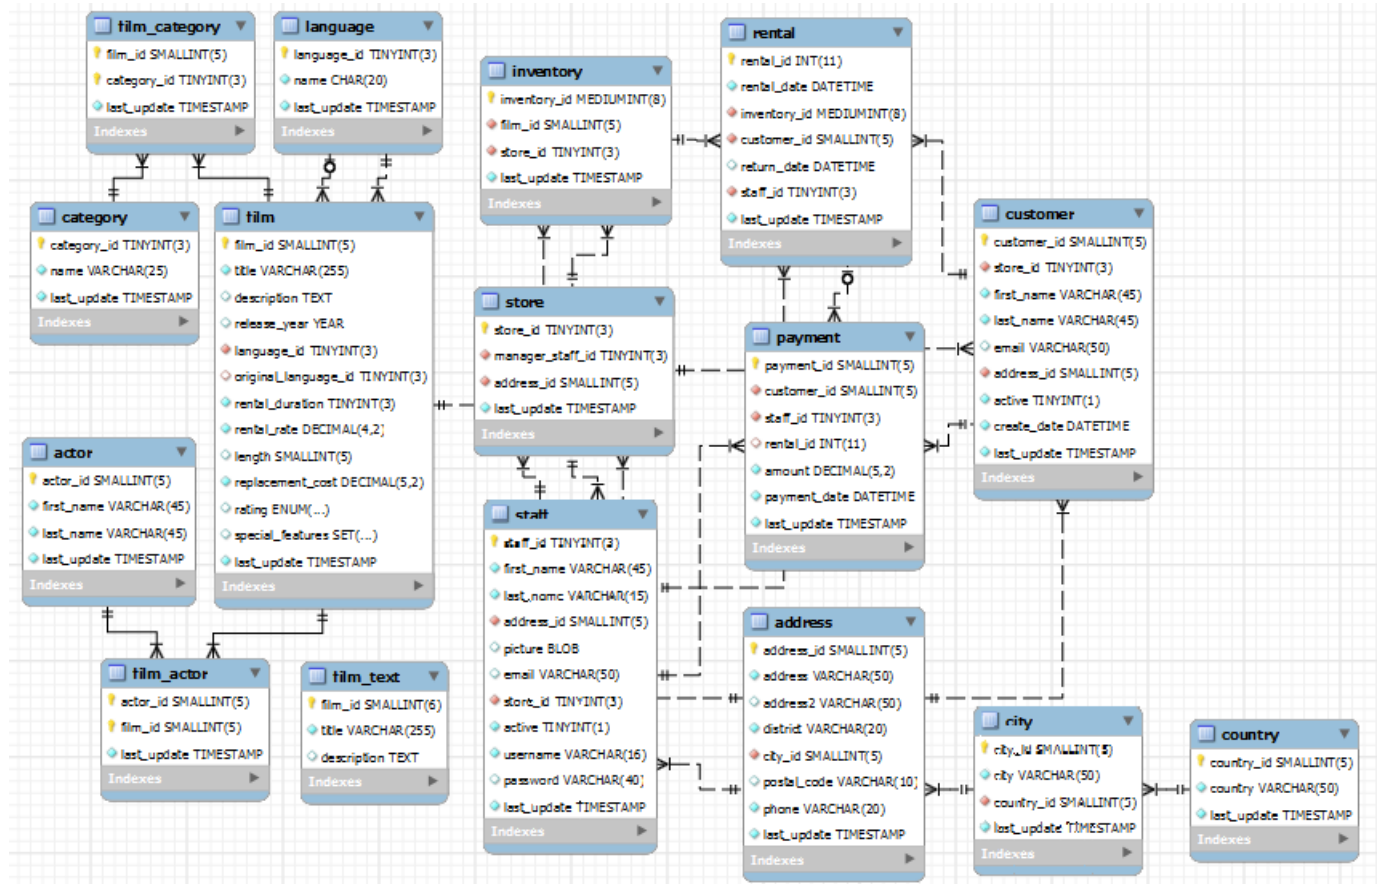 film_category
film_id SMALLINT(5)
category_id TINYINT(3)
last_update TIMESTAMP
Indexes
language
language_id TINYINT(3)
name CHAR(20)
last_update TIMESTAMP
Indexes
inventory
inventory_id MEDIUMINT(8)
film_id SMALLINT(5)
store_id TINYINT(3)
last_update TIMESTAMP
Indexes
rental
rental_id INT(11)
rental_date DATETIME
inventory_id MEDIUMINT(8)
customer_id SMALLINT(5)
return_date DATETIME
staff_id TINYINT(3)
last_update TIMESTAMP
Indexes
category
category_id TINYINT(3)
name VARCHAR(25)
last_update TIMESTAMP
Indexes
film
film_id SMALLINT(5)
title VARCHAR(255)
description TEXT
release_year YEAR
language_id TINYINT(3)
original_language_id TINYINT(3)
rental_duration TINYINT(3)
rental_rate DECIMAL(4,2)
length SMALLINT(5)
replacement_cost DECIMAL(5,2)
rating ENUM(...)
special_features SET(...)
last_update TIMESTAMP
Indexes
store
store_id TINYINT(3)
manager_staff_id TINYINT(3)
address_id SMALLINT(5)
last_update TIMESTAMP
Indexes
customer
customer_id SMALLINT(5)
store_id TINYINT(3)
first_name VARCHAR(45)
last_name VARCHAR(45)
email VARCHAR(50)
address_id SMALLINT(5)
active TINYINT(1)
create_date DATETIME
last_update TIMESTAMP
Indexes
payment
payment_id SMALLINT(5)
customer_id SMALLINT(5)
staff_id TINYINT(3)
rental_id INT(11)
amount DECIMAL(5,2)
payment_date DATETIME
last_update TIMESTAMP
Indexes
actor
actor_id SMALLINT(5)
first_name VARCHAR(45)
last_name VARCHAR(45)
last_update TIMESTAMP
Indexes
staff
staff_id TINYINT(3)
first_name VARCHAR(45)
last_name VARCHAR(45)
address_id SMALLINT(5)
picture BLOB
email VARCHAR(50)
store_id TINYINT(3)
active TINYINT(1)
username VARCHAR(16)
password VARCHAR(40)
last_update TIMESTAMP
Indexes
address
address_id SMALLINT(5)
address VARCHAR(50)
address2 VARCHAR(50)
district VARCHAR(20)
city_id SMALLINT(5)
postal_code VARCHAR(10)
phone VARCHAR(20)
last_update TIMESTAMP
Indexes
film_actor
actor_id SMALLINT(5)
film_id SMALLINT(5)
last_update TIMESTAMP
Indexes
film_text
film_id SMALLINT(6)
title VARCHAR(255)
description TEXT
Indexes
city
city_id SMALLINT(5)
city VARCHAR(50)
country_id SMALLINT(5)
last_update TIMESTAMP
Indexes
country
country_id SMALLINT(5)
country VARCHAR(50)
last_update TIMESTAMP
Indexes